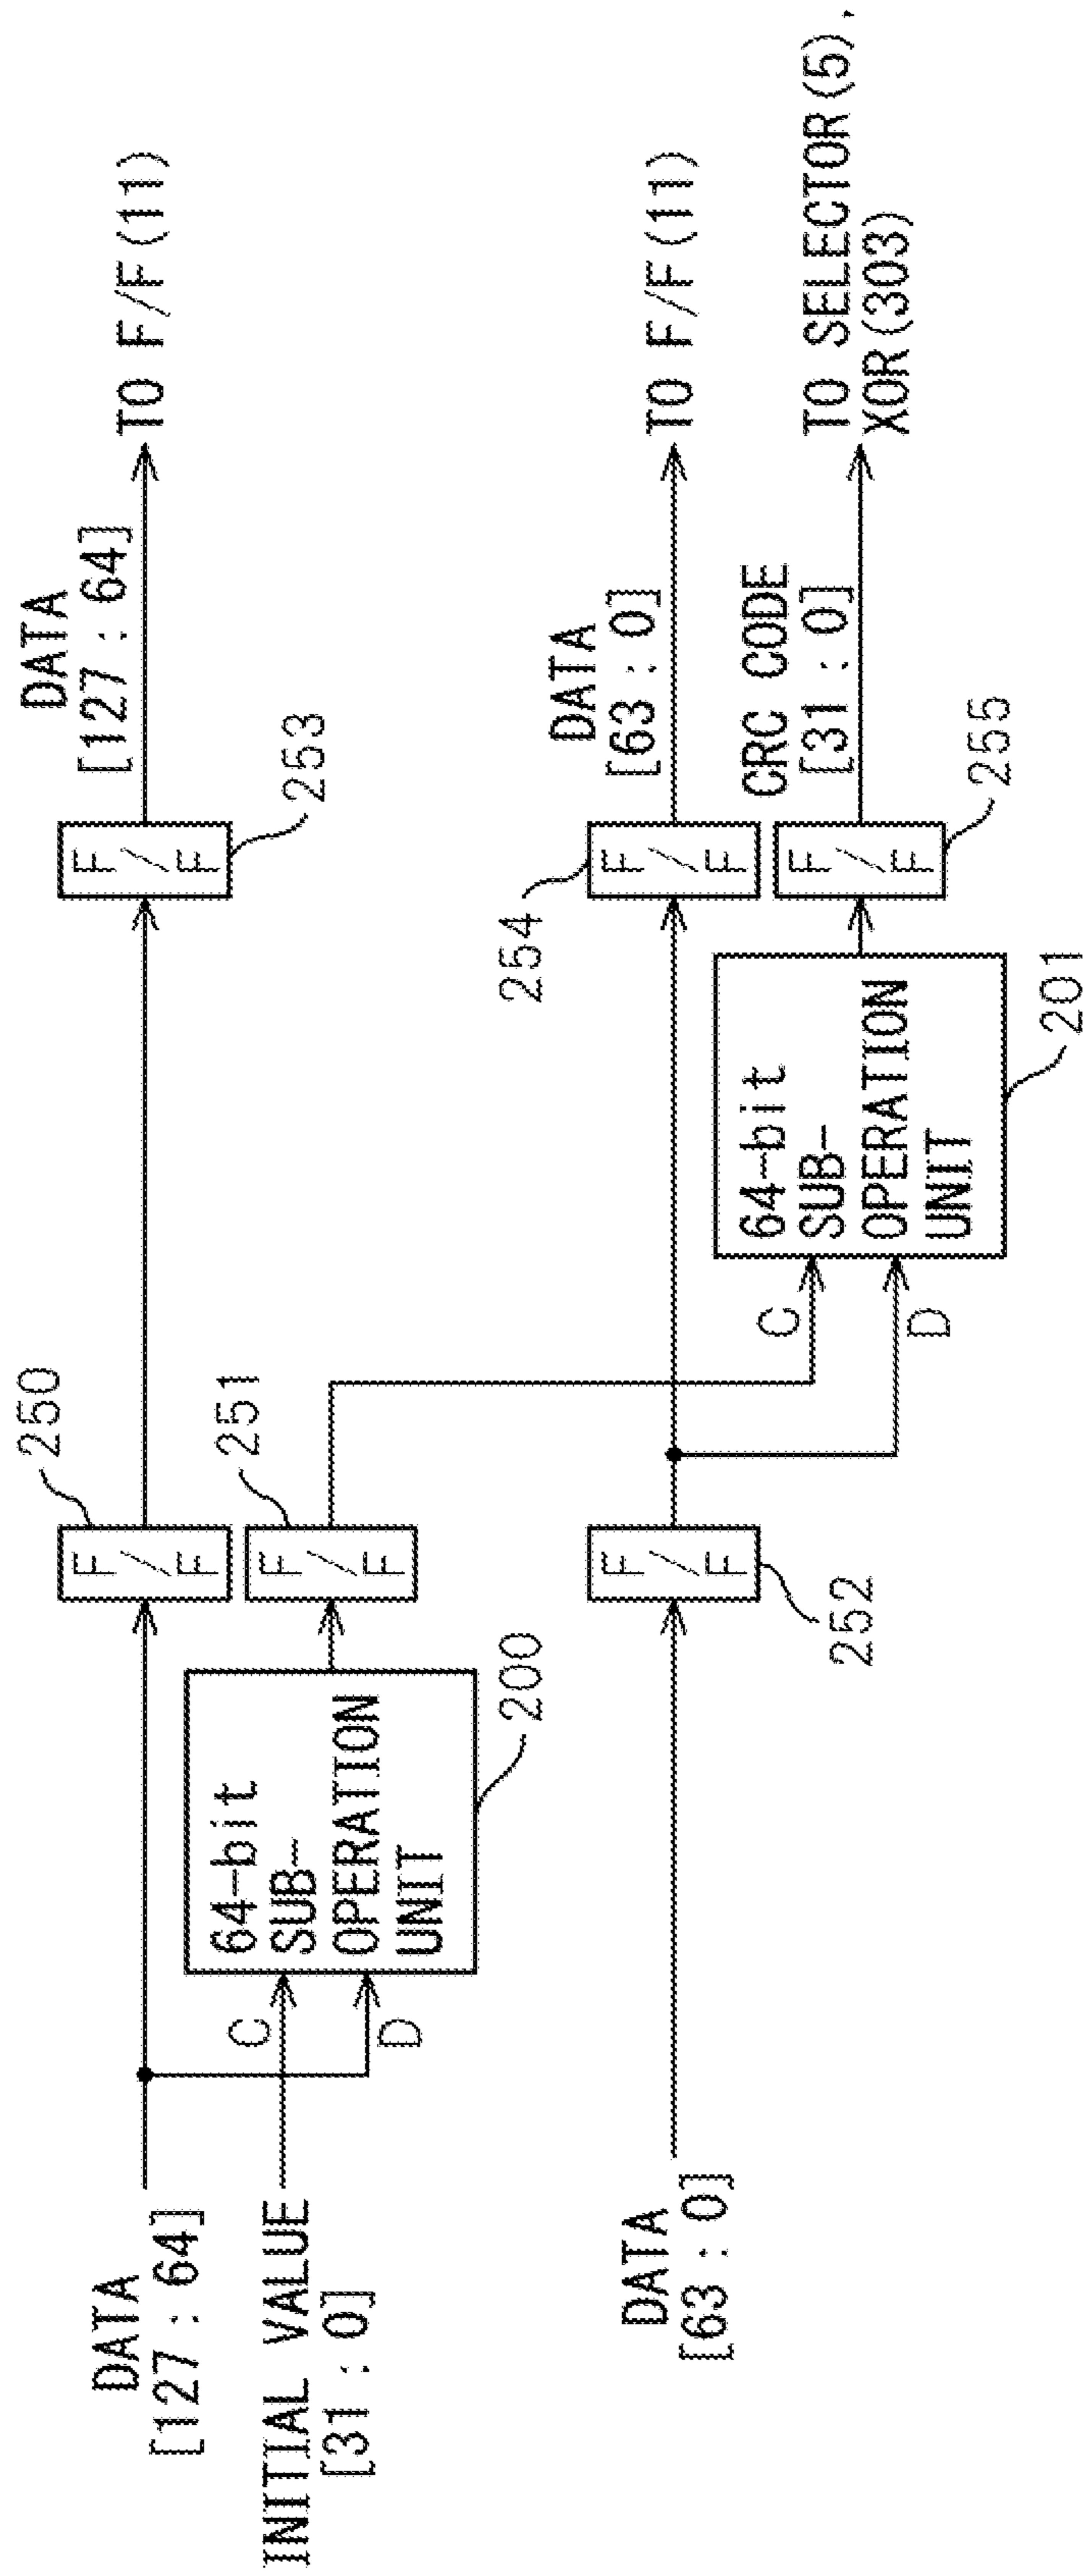 DATA
[127 : 64]
INITIAL VALUE
[31 : 0]
C
D
64-bit
SUB-
OPERATION
UNIT
200
F/F
250
F/F
251
DATA
[127 : 64]
F/F
253
TO F/F(11)
DATA
[63 : 0]
F/F
252
C
D
64-bit
SUB-
OPERATION
UNIT
201
254
F/F
DATA
[63 : 0]
TO F/F(11)
F/F
255
CRC CODE
[31 : 0]
TO SELECTOR(5),
XOR(303)